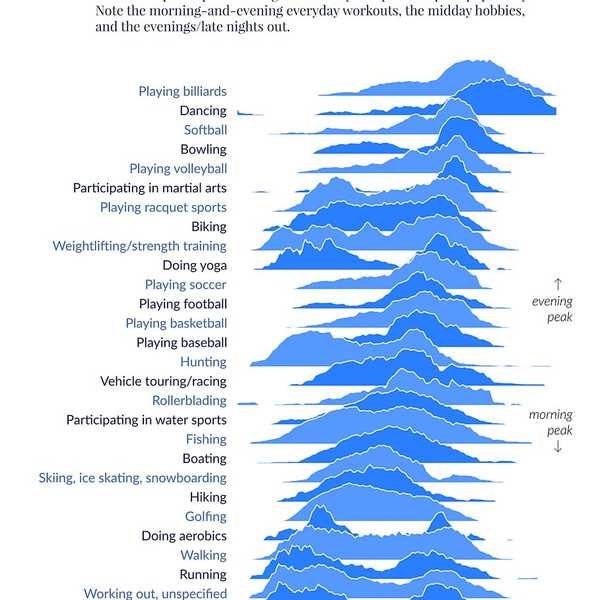 Note the morning-and-evening everyday workouts, the midday hobbies,
and the evenings/late nights out.
Playing billiards
Dancing
Softball
Bowling
Playing volleyball
Participating in martial arts
Playing racquet sports
Biking
Weightlifting/strength training
Doing yoga
Playing soccer
↑
evening
peak
Playing football
Playing basketball
Playing baseball
Hunting
Vehicle touring/racing
Rollerblading
morning
peak
↓
Participating in water sports
Fishing
Boating
Skiing, ice skating, snowboarding
Hiking
Golfing
Doing aerobics
Walking
Running
Working out, unspecified